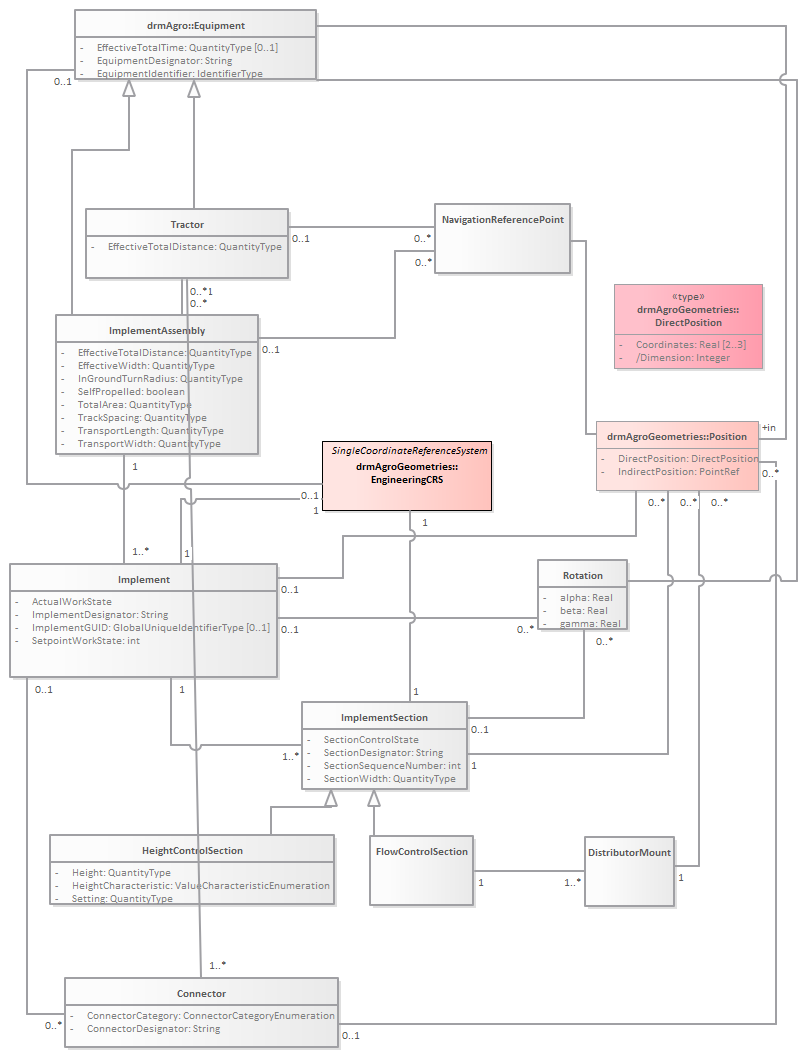 drmAgro::Equipment
- EffectiveTotalTime: QuantityType [0..1]
- EquipmentDesignator: String
- EquipmentIdentifier: IdentifierType
0..1
Tractor
- EffectiveTotalDistance: QuantityType
0..1
0..*
NavigationReferencePoint
0..*
0..*1
0..*
«type»
drmAgroGeometries::
DirectPosition
- Coordinates: Real [2..3]
- /Dimension: Integer
ImplementAssembly
- EffectiveTotalDistance: QuantityType
- EffectiveWidth: QuantityType
- InGroundTurnRadius: QuantityType
- SelfPropelled: boolean
- TotalArea: QuantityType
- TrackSpacing: QuantityType
- TransportLength: QuantityType
- TransportWidth: QuantityType
0..1
1
+in
drmAgroGeometries::Position
- DirectPosition: DirectPosition
- IndirectPosition: PointRef
0..*
0..*
0..*
0..*
SingleCoordinateReferenceSystem
drmAgroGeometries::
EngineeringCRS
0..1
1
1
1..*
1
Implement
- ActualWorkState
- ImplementDesignator: String
- ImplementGUID: GlobalUniqueIdentifierType [0..1]
- SetpointWorkState: int
0..1
0..1
0..1
1
Rotation
- alpha: Real
- beta: Real
- gamma: Real
0..*
0..*
1
ImplementSection
- SectionControlState
- SectionDesignator: String
- SectionSequenceNumber: int
- SectionWidth: QuantityType
1..*
0..1
1
HeightControlSection
- Height: QuantityType
- HeightCharacteristic: ValueCharacteristicEnumeration
- Setting: QuantityType
FlowControlSection
1
1..*
DistributorMount
1
1..*
Connector
- ConnectorCategory: ConnectorCategoryEnumeration
- ConnectorDesignator: String
0..*
0..1